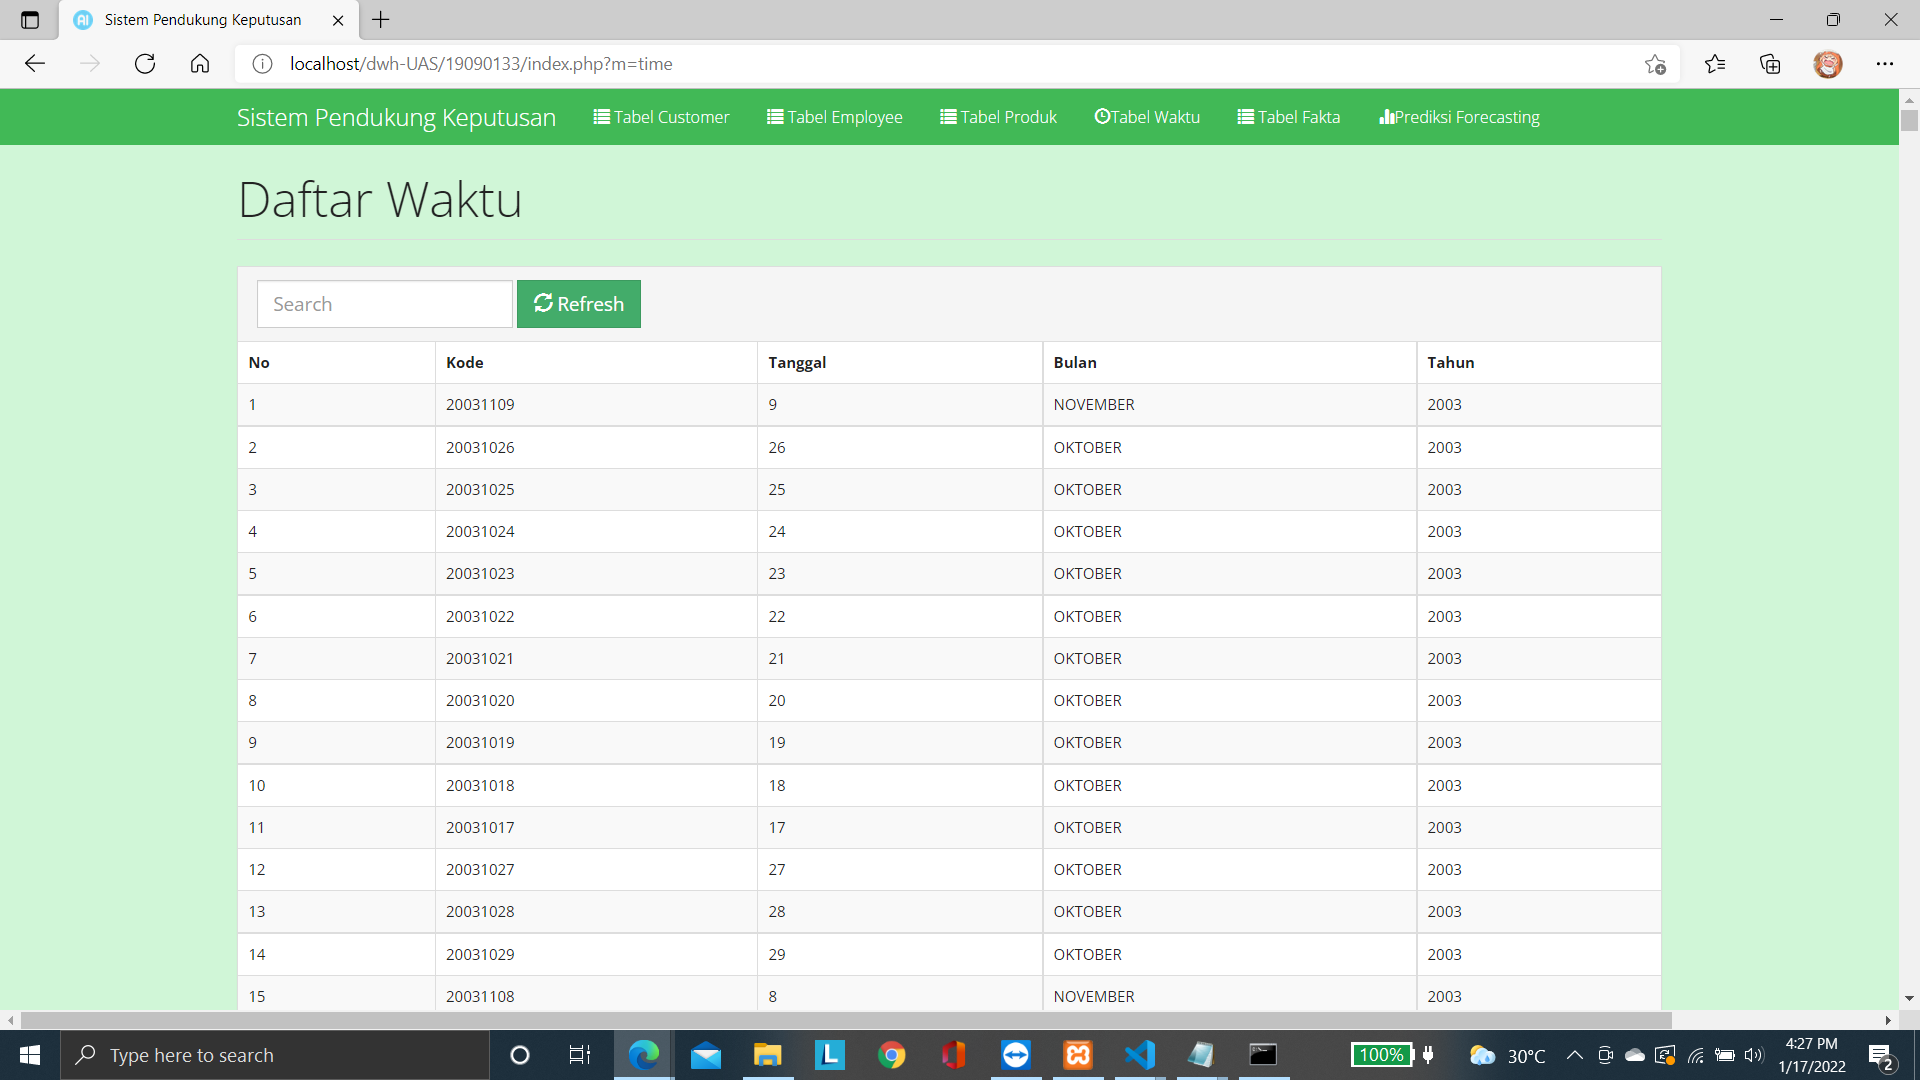 Sistem Pendukung Keputusan
localhost/dwh-UAS/19090133/index.php?m=time
Sistem Pendukung Keputusan Tabel Customer Tabel Employee Tabel Produk Tabel Waktu Tabel Fakta Prediksi Forecasting
Daftar Waktu
Search Refresh
No Kode Tanggal Bulan Tahun
1 20031109 9 NOVEMBER 2003
2 20031026 26 OKTOBER 2003
3 20031025 25 OKTOBER 2003
4 20031024 24 OKTOBER 2003
5 20031023 23 OKTOBER 2003
6 20031022 22 OKTOBER 2003
7 20031021 21 OKTOBER 2003
8 20031020 20 OKTOBER 2003
9 20031019 19 OKTOBER 2003
10 20031018 18 OKTOBER 2003
11 20031017 17 OKTOBER 2003
12 20031027 27 OKTOBER 2003
13 20031028 28 OKTOBER 2003
14 20031029 29 OKTOBER 2003
15 20031108 8 NOVEMBER 2003
Type here to search L 100% 30°C 4:27 PM
1/17/2022 2